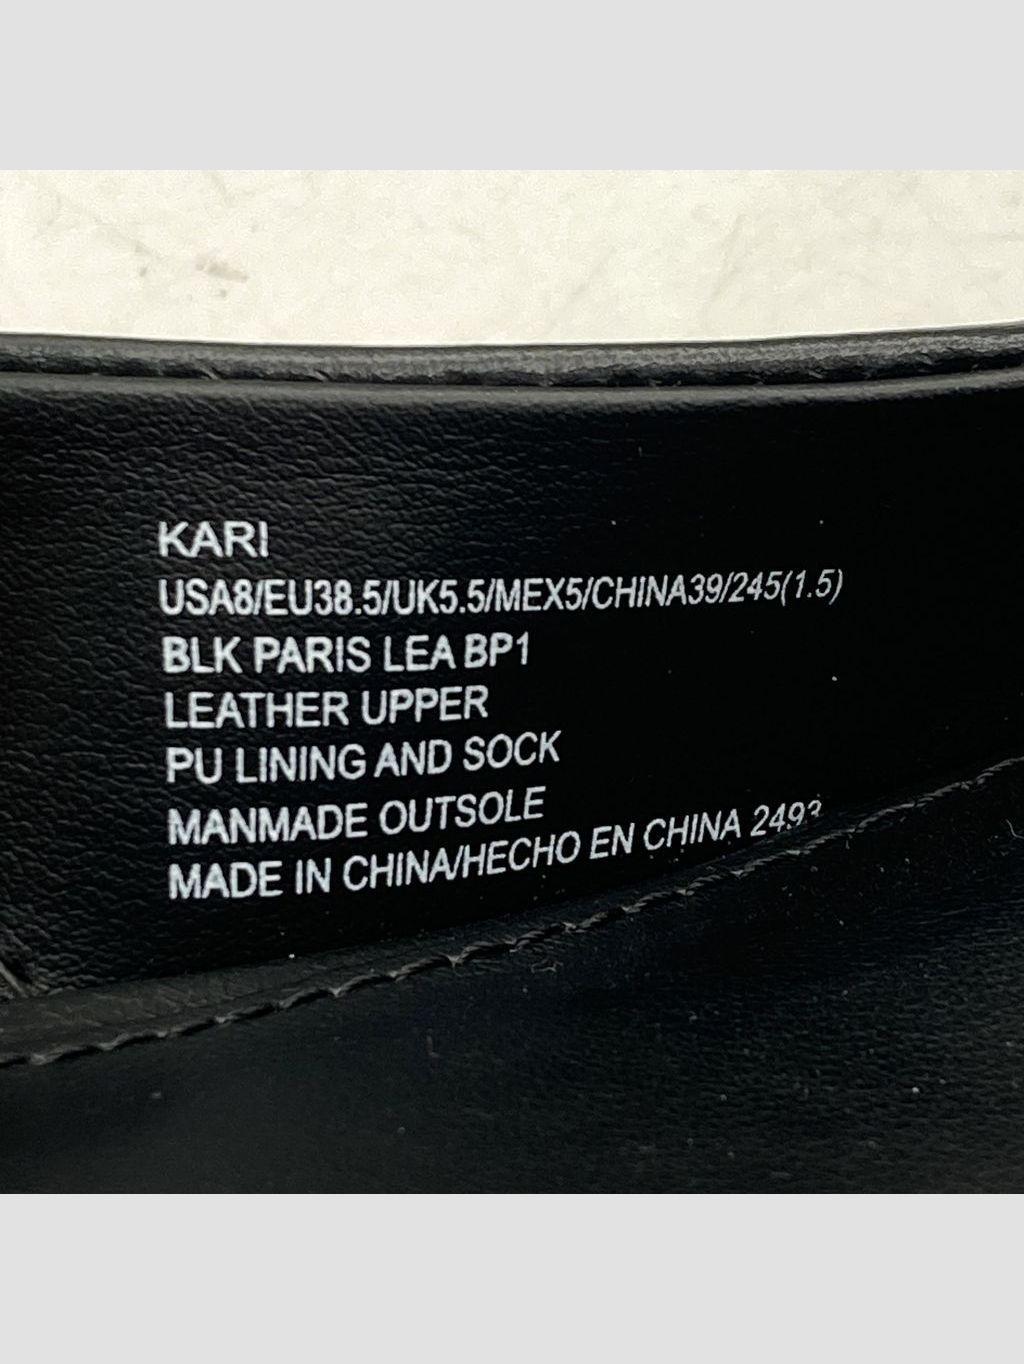 KARI
USA8/EU38.5/UK5.5/MEX5/CHINA39/245(1.5)
BLK PARIS LEA BP1
LEATHER UPPER
PU LINING AND SOCK
MANMADE OUTSOLE
MADE IN CHINA/HECHO EN CHINA